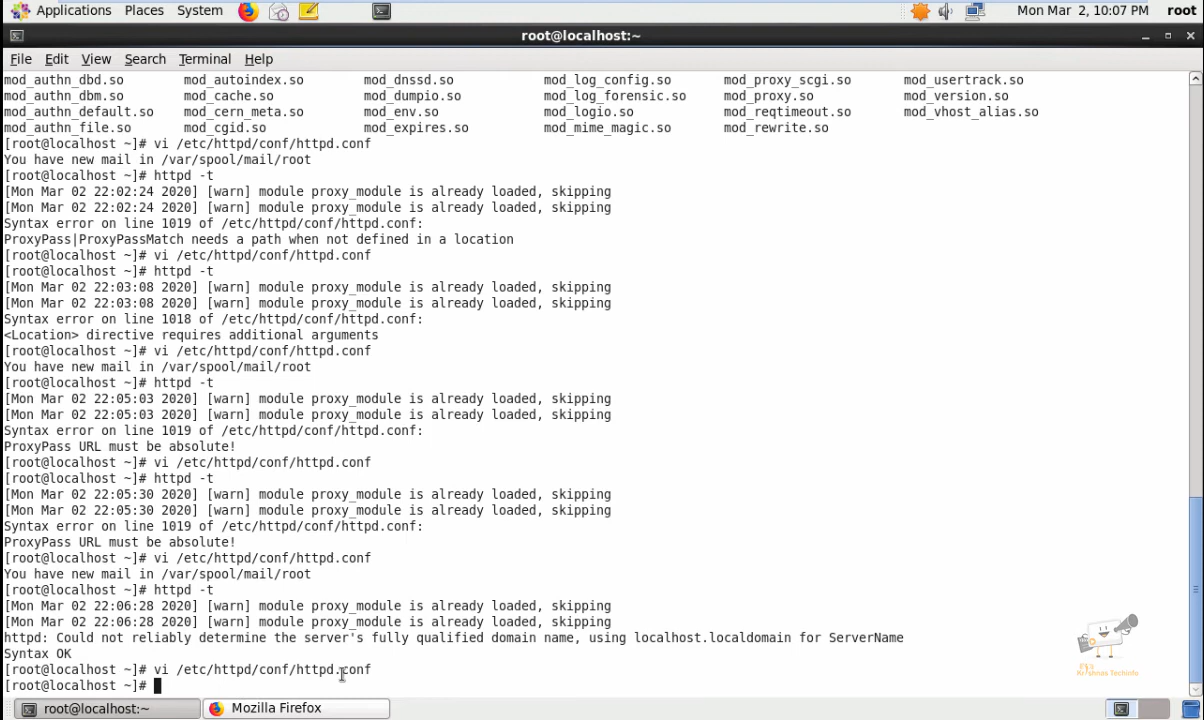 Applications Places System Mon Mar 2, 10:07 PM root
root@localhost:~
File Edit View Search Terminal Help
mod_authn_dbd.so mod_autoindex.so mod_dnssd.so mod_log_config.so mod_proxy_scgi.so mod_usertrack.so
mod_authn_dbm.so mod_cache.so mod_dumpio.so mod_log_forensic.so mod_proxy.so mod_version.so
mod_authn_default.so mod_cern_meta.so mod_env.so mod_logio.so mod_reqtimeout.so mod_vhost_alias.so
mod_authn_file.so mod_cgid.so mod_expires.so mod_mime_magic.so mod_rewrite.so
[root@localhost ~]# vi /etc/httpd/conf/httpd.conf
You have new mail in /var/spool/mail/root
[root@localhost ~]# httpd -t
[Mon Mar 02 22:02:24 2020] [warn] module proxy_module is already loaded, skipping
[Mon Mar 02 22:02:24 2020] [warn] module proxy_module is already loaded, skipping
Syntax error on line 1019 of /etc/httpd/conf/httpd.conf:
ProxyPass|ProxyPassMatch needs a path when not defined in a location
[root@localhost ~]# vi /etc/httpd/conf/httpd.conf
[root@localhost ~]# httpd -t
[Mon Mar 02 22:03:08 2020] [warn] module proxy_module is already loaded, skipping
[Mon Mar 02 22:03:08 2020] [warn] module proxy_module is already loaded, skipping
Syntax error on line 1018 of /etc/httpd/conf/httpd.conf:
<Location> directive requires additional arguments
[root@localhost ~]# vi /etc/httpd/conf/httpd.conf
You have new mail in /var/spool/mail/root
[root@localhost ~]# httpd -t
[Mon Mar 02 22:05:03 2020] [warn] module proxy_module is already loaded, skipping
[Mon Mar 02 22:05:03 2020] [warn] module proxy_module is already loaded, skipping
Syntax error on line 1019 of /etc/httpd/conf/httpd.conf:
ProxyPass URL must be absolute!
[root@localhost ~]# vi /etc/httpd/conf/httpd.conf
[root@localhost ~]# httpd -t
[Mon Mar 02 22:05:30 2020] [warn] module proxy_module is already loaded, skipping
[Mon Mar 02 22:05:30 2020] [warn] module proxy_module is already loaded, skipping
Syntax error on line 1019 of /etc/httpd/conf/httpd.conf:
ProxyPass URL must be absolute!
[root@localhost ~]# vi /etc/httpd/conf/httpd.conf
You have new mail in /var/spool/mail/root
[root@localhost ~]# httpd -t
[Mon Mar 02 22:06:28 2020] [warn] module proxy_module is already loaded, skipping
[Mon Mar 02 22:06:28 2020] [warn] module proxy_module is already loaded, skipping
httpd: Could not reliably determine the server's fully qualified domain name, using localhost.localdomain for ServerName
Syntax OK
[root@localhost ~]# vi /etc/httpd/conf/httpd.conf
[root@localhost ~]#
Techinfo
root@localhost:~ Mozilla Firefox